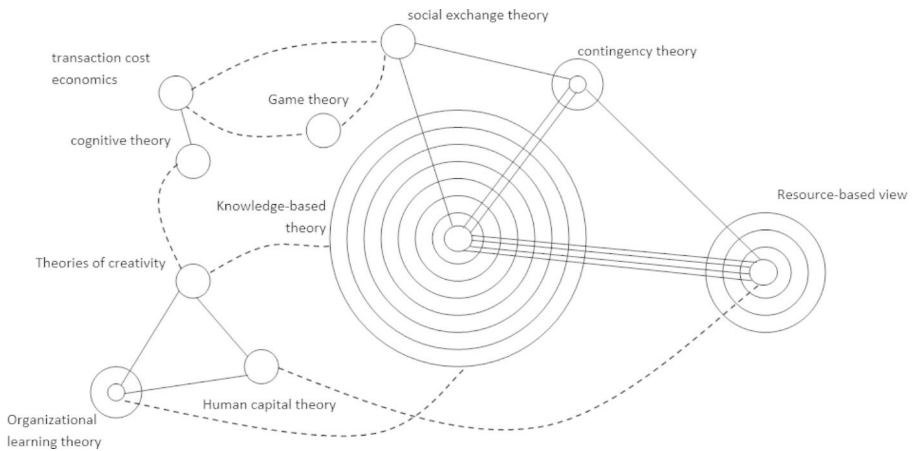 social exchange theory
contingency theory
transaction cost
economics
Game theory
cognitive theory
Knowledge-based
theory
Resource-based view
Theories of creativity
Human capital theory
Organizational
learning theory